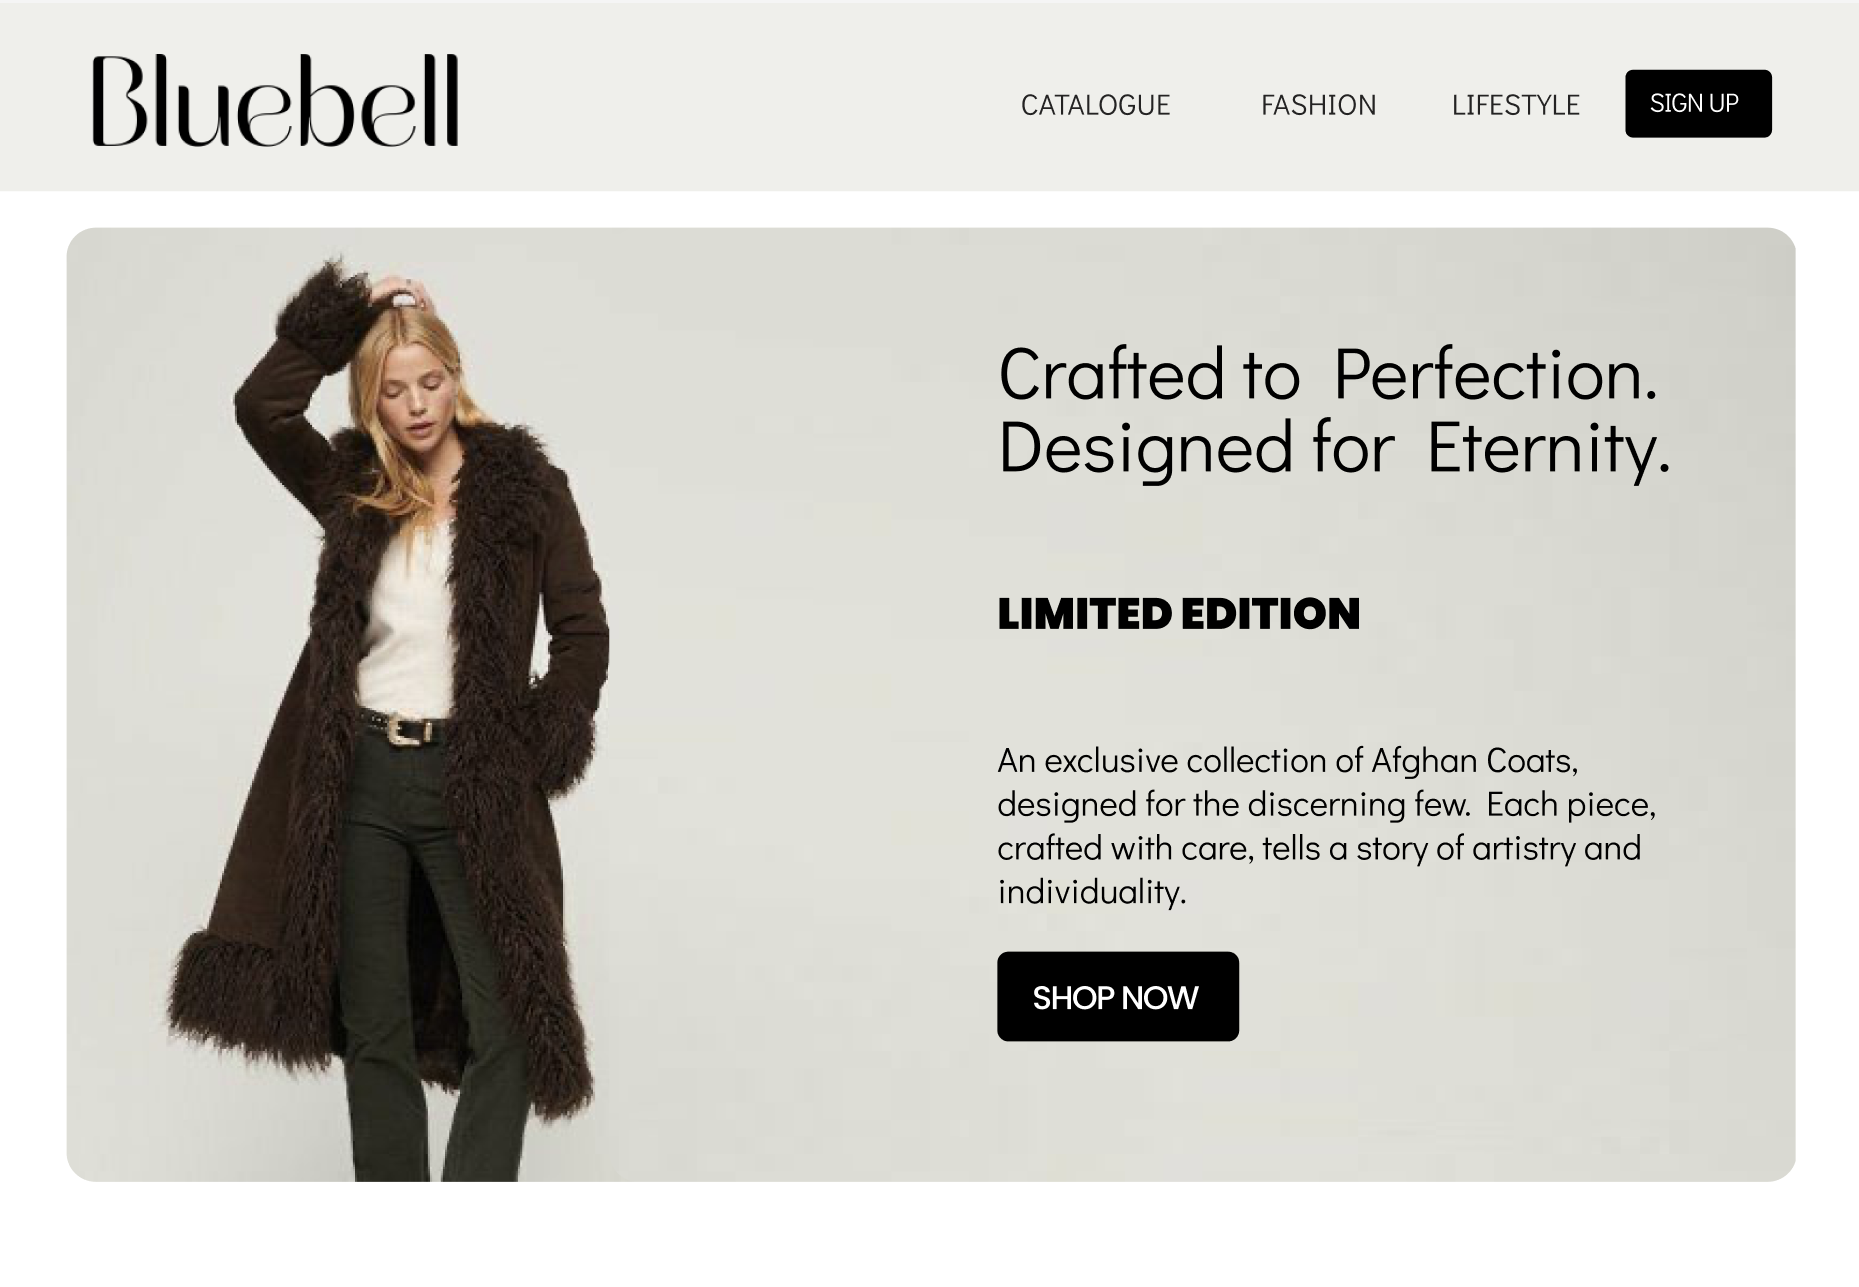 Bluebell
CATALOGUE
FASHION
LIFESTYLE
SIGN UP
Crafted to Perfection.
Designed for Eternity.
LIMITED EDITION
An exclusive collection of Afghan Coats,
designed for the discerning few. Each piece,
crafted with care, tells a story of artistry and
individuality.
SHOP NOW